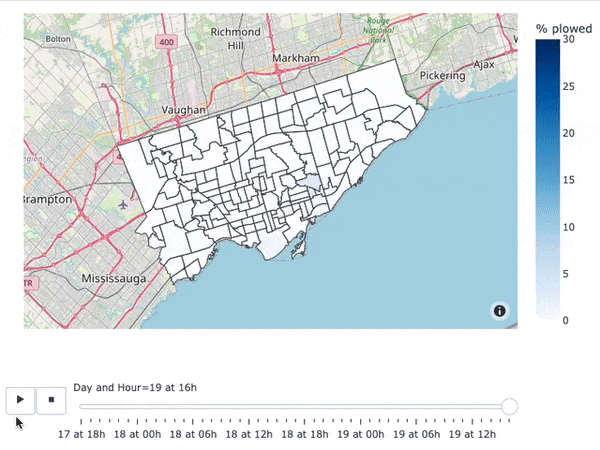 Bolton
400
Richmond
Hill
Rouge
National
Park
Markham
Ajax
Pickering
Vaughan
4
Brampton
Mississauga
TR
% plowed
30
25
20
15
10
5
0
Day and Hour=19 at 16h
17 at 18h 18 at 00h 18 at 06h 18 at 12h 18 at 18h 19 at 00h 19 at 06h 19 at 12h